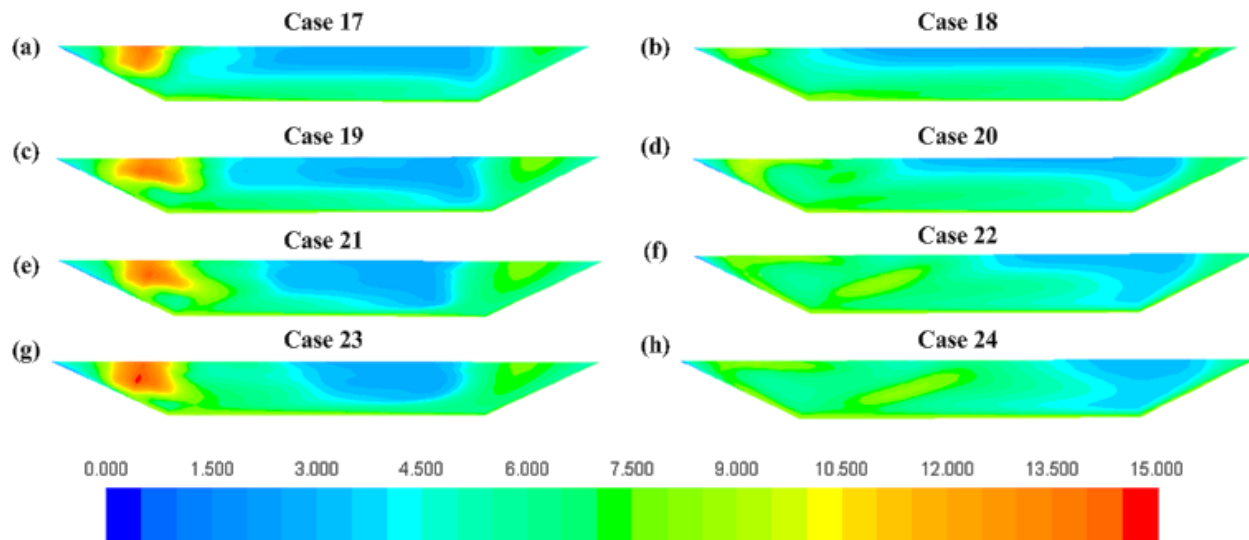 Case 17
Case 18
(a)
(b)
Case 19
Case 20
(c)
(d)
Case 21
Case 22
(e)
(f)
Case 23
Case 24
(g)
(h)
0.000 1.500 3.000 4.500 6.000 7.500 9.000 10.500 12.000 13.500 15.000